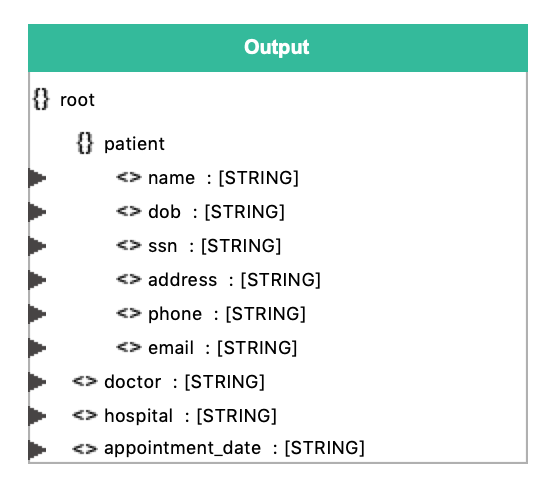 Output
{} root
{} patient
<> name : [STRING]
<> dob : [STRING]
<> ssn : [STRING]
<> address : [STRING]
<> phone : [STRING]
<> email : [STRING]
<> doctor : [STRING]
<> hospital : [STRING]
<> appointment_date : [STRING]